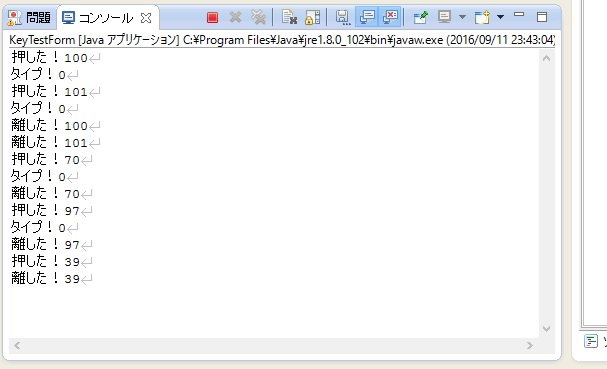 問題 コンソール
KeyTestForm [Java アプリケーション] C:¥Program Files¥Java¥jre1.8.0_102¥bin¥javaw.exe (2016/09/11 23:43:04)
押した！100↵
タイプ！0↵
押した！101↵
タイプ！0↵
離した！100↵
離した！101↵
押した！70↵
タイプ！0↵
離した！70↵
押した！97↵
タイプ！0↵
離した！97↵
押した！39↵
離した！39↵